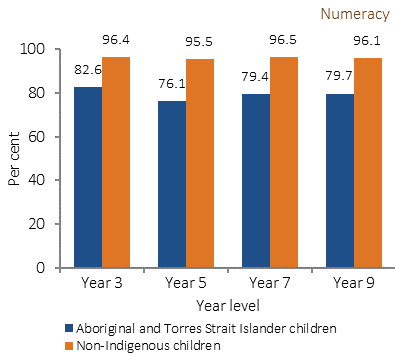 Numeracy
100
80
60
40
20
0
Per cent
82.6
96.4
76.1
95.5
79.4
96.5
79.7
96.1
Year 3
Year 5
Year 7
Year 9
Year level
Aboriginal and Torres Strait Islander children
Non-Indigenous children